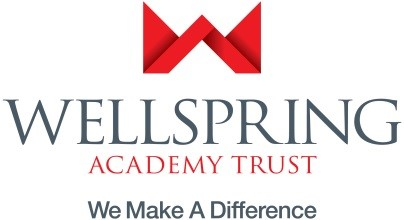 WELLSPRING
ACADEMY TRUST
We Make A Difference